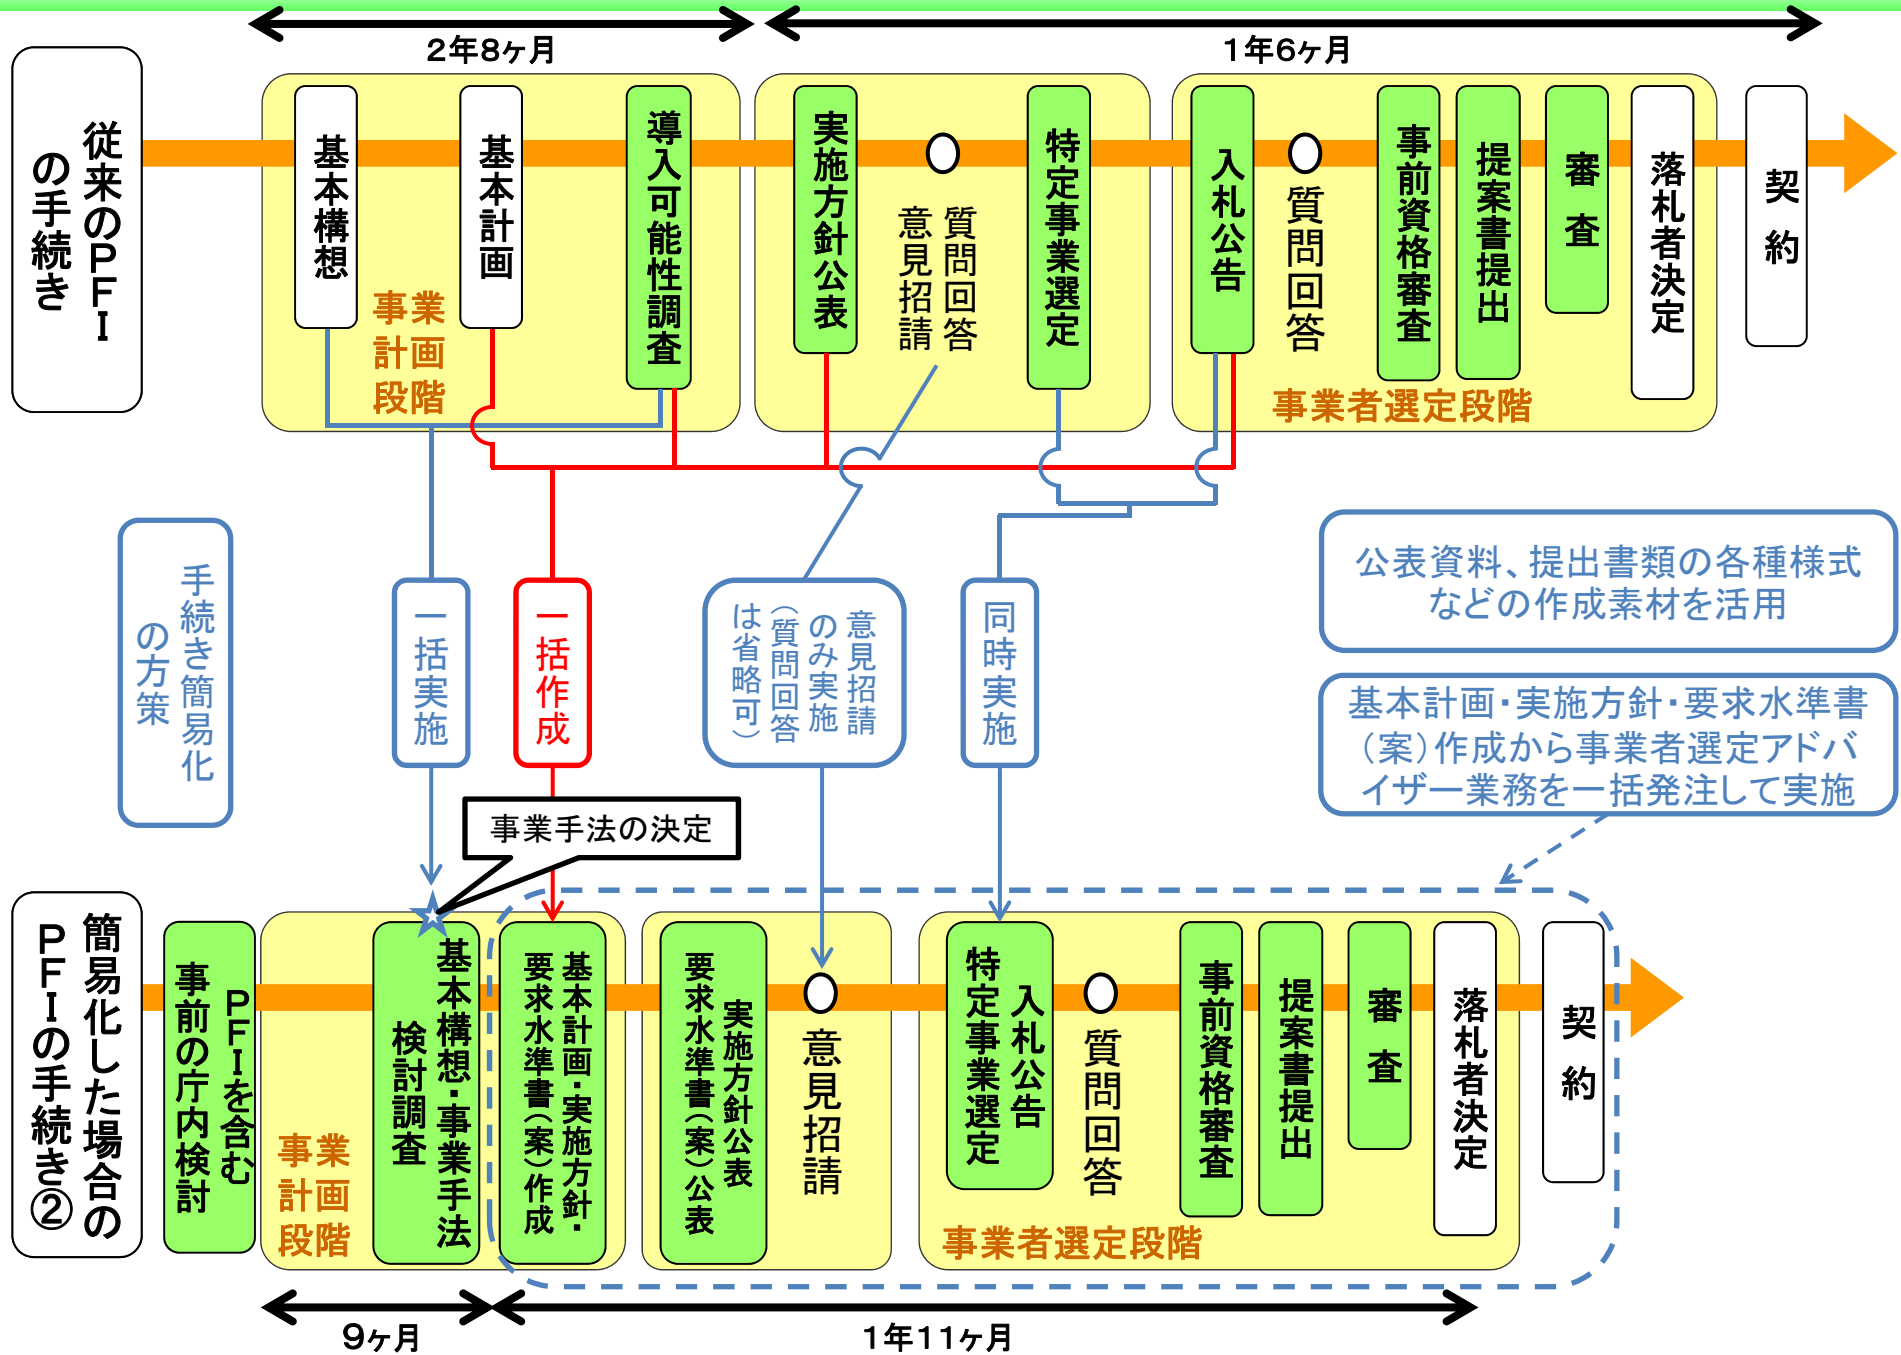 2年8ヶ月
1年6ヶ月
従来のPFI
の手続き
基本構想
事業
計画
段階
基本計画
導入可能性調査
実施方針公表
質問回答
意見招請
特定事業選定
入札公告
質問回答
事業者選定段階
事前資格審査
提案書提出
審査
落札者決定
契約
手続き簡易化
の方策
一括実施
一括作成
意見招請
のみ実施
(質問回答
は省略可)
同時実施
公表資料、提出書類の各種様式
などの作成素材を活用
基本計画・実施方針・要求水準書
(案)作成から事業者選定アドバ
イザー業務を一括発注して実施
事業手法の決定
簡易化した場合の
PFIの手続き②
PFIを含む
事前の庁内検討
事業
計画
段階
基本構想・事業手法
検討調査
基本計画・実施方針・
要求水準書(案)作成
実施方針公表
要求水準書(案)公表
意見招請
入札公告
特定事業選定
質問回答
事業者選定段階
事前資格審査
提案書提出
審査
落札者決定
契約
9ヶ月
1年11ヶ月